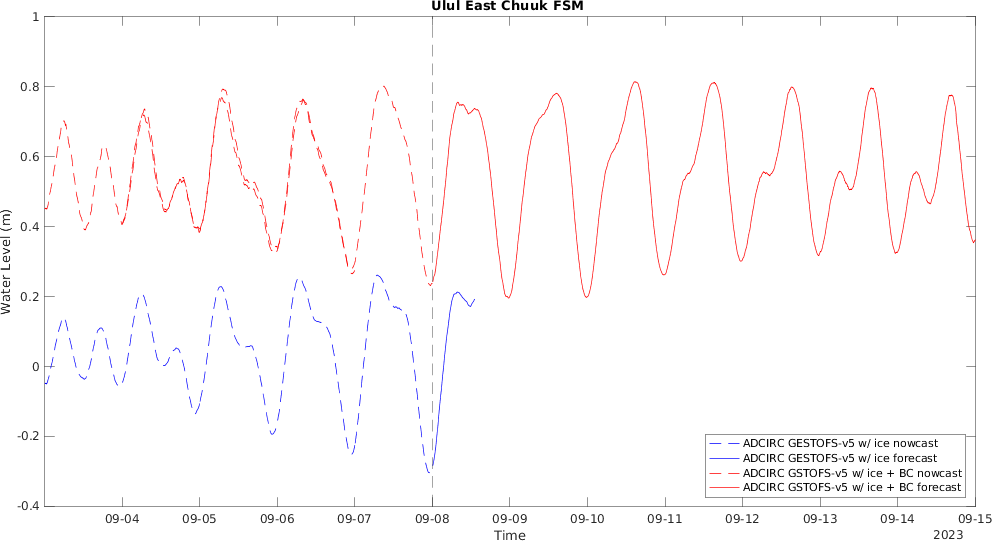 Ulul East Chuuk FSM
1
0.8
0.6
0.4
0.2
0
-0.2
-0.4
Water Level (m)
ADCIRC GESTOFS-v5 w/ ice nowcast
ADCIRC GESTOFS-v5 w/ ice forecast
ADCIRC GSTOFS-v5 w/ ice + BC nowcast
ADCIRC GSTOFS-v5 w/ ice + BC forecast
09-04 09-05 09-06 09-07 09-08 09-09 09-10 09-11 09-12 09-13 09-14 09-15
Time
2023